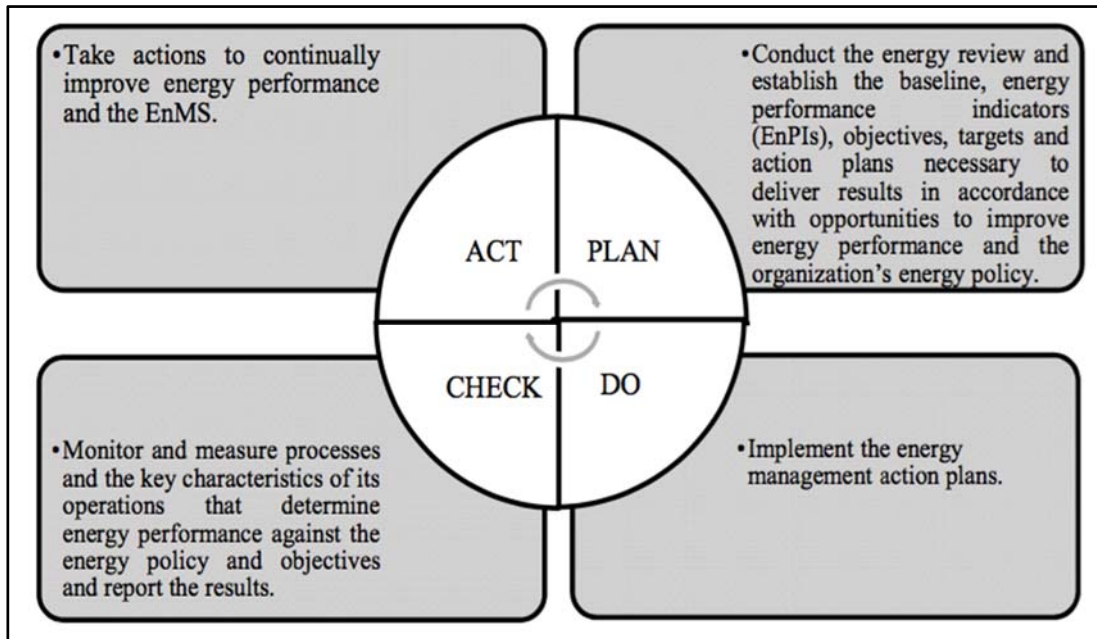 •Take actions to continually
improve energy performance
and the EnMS.
•Conduct the energy review and
establish the baseline, energy
performance indicators
(EnPIs), objectives, targets and
action plans necessary to
deliver results in accordance
with opportunities to improve
energy performance and the
organization's energy policy.
ACT
PLAN
CHECK
DO
•Monitor and measure processes
and the key characteristics of its
operations that determine
energy performance against the
energy policy and objectives
and report the results.
•Implement the energy
management action plans.